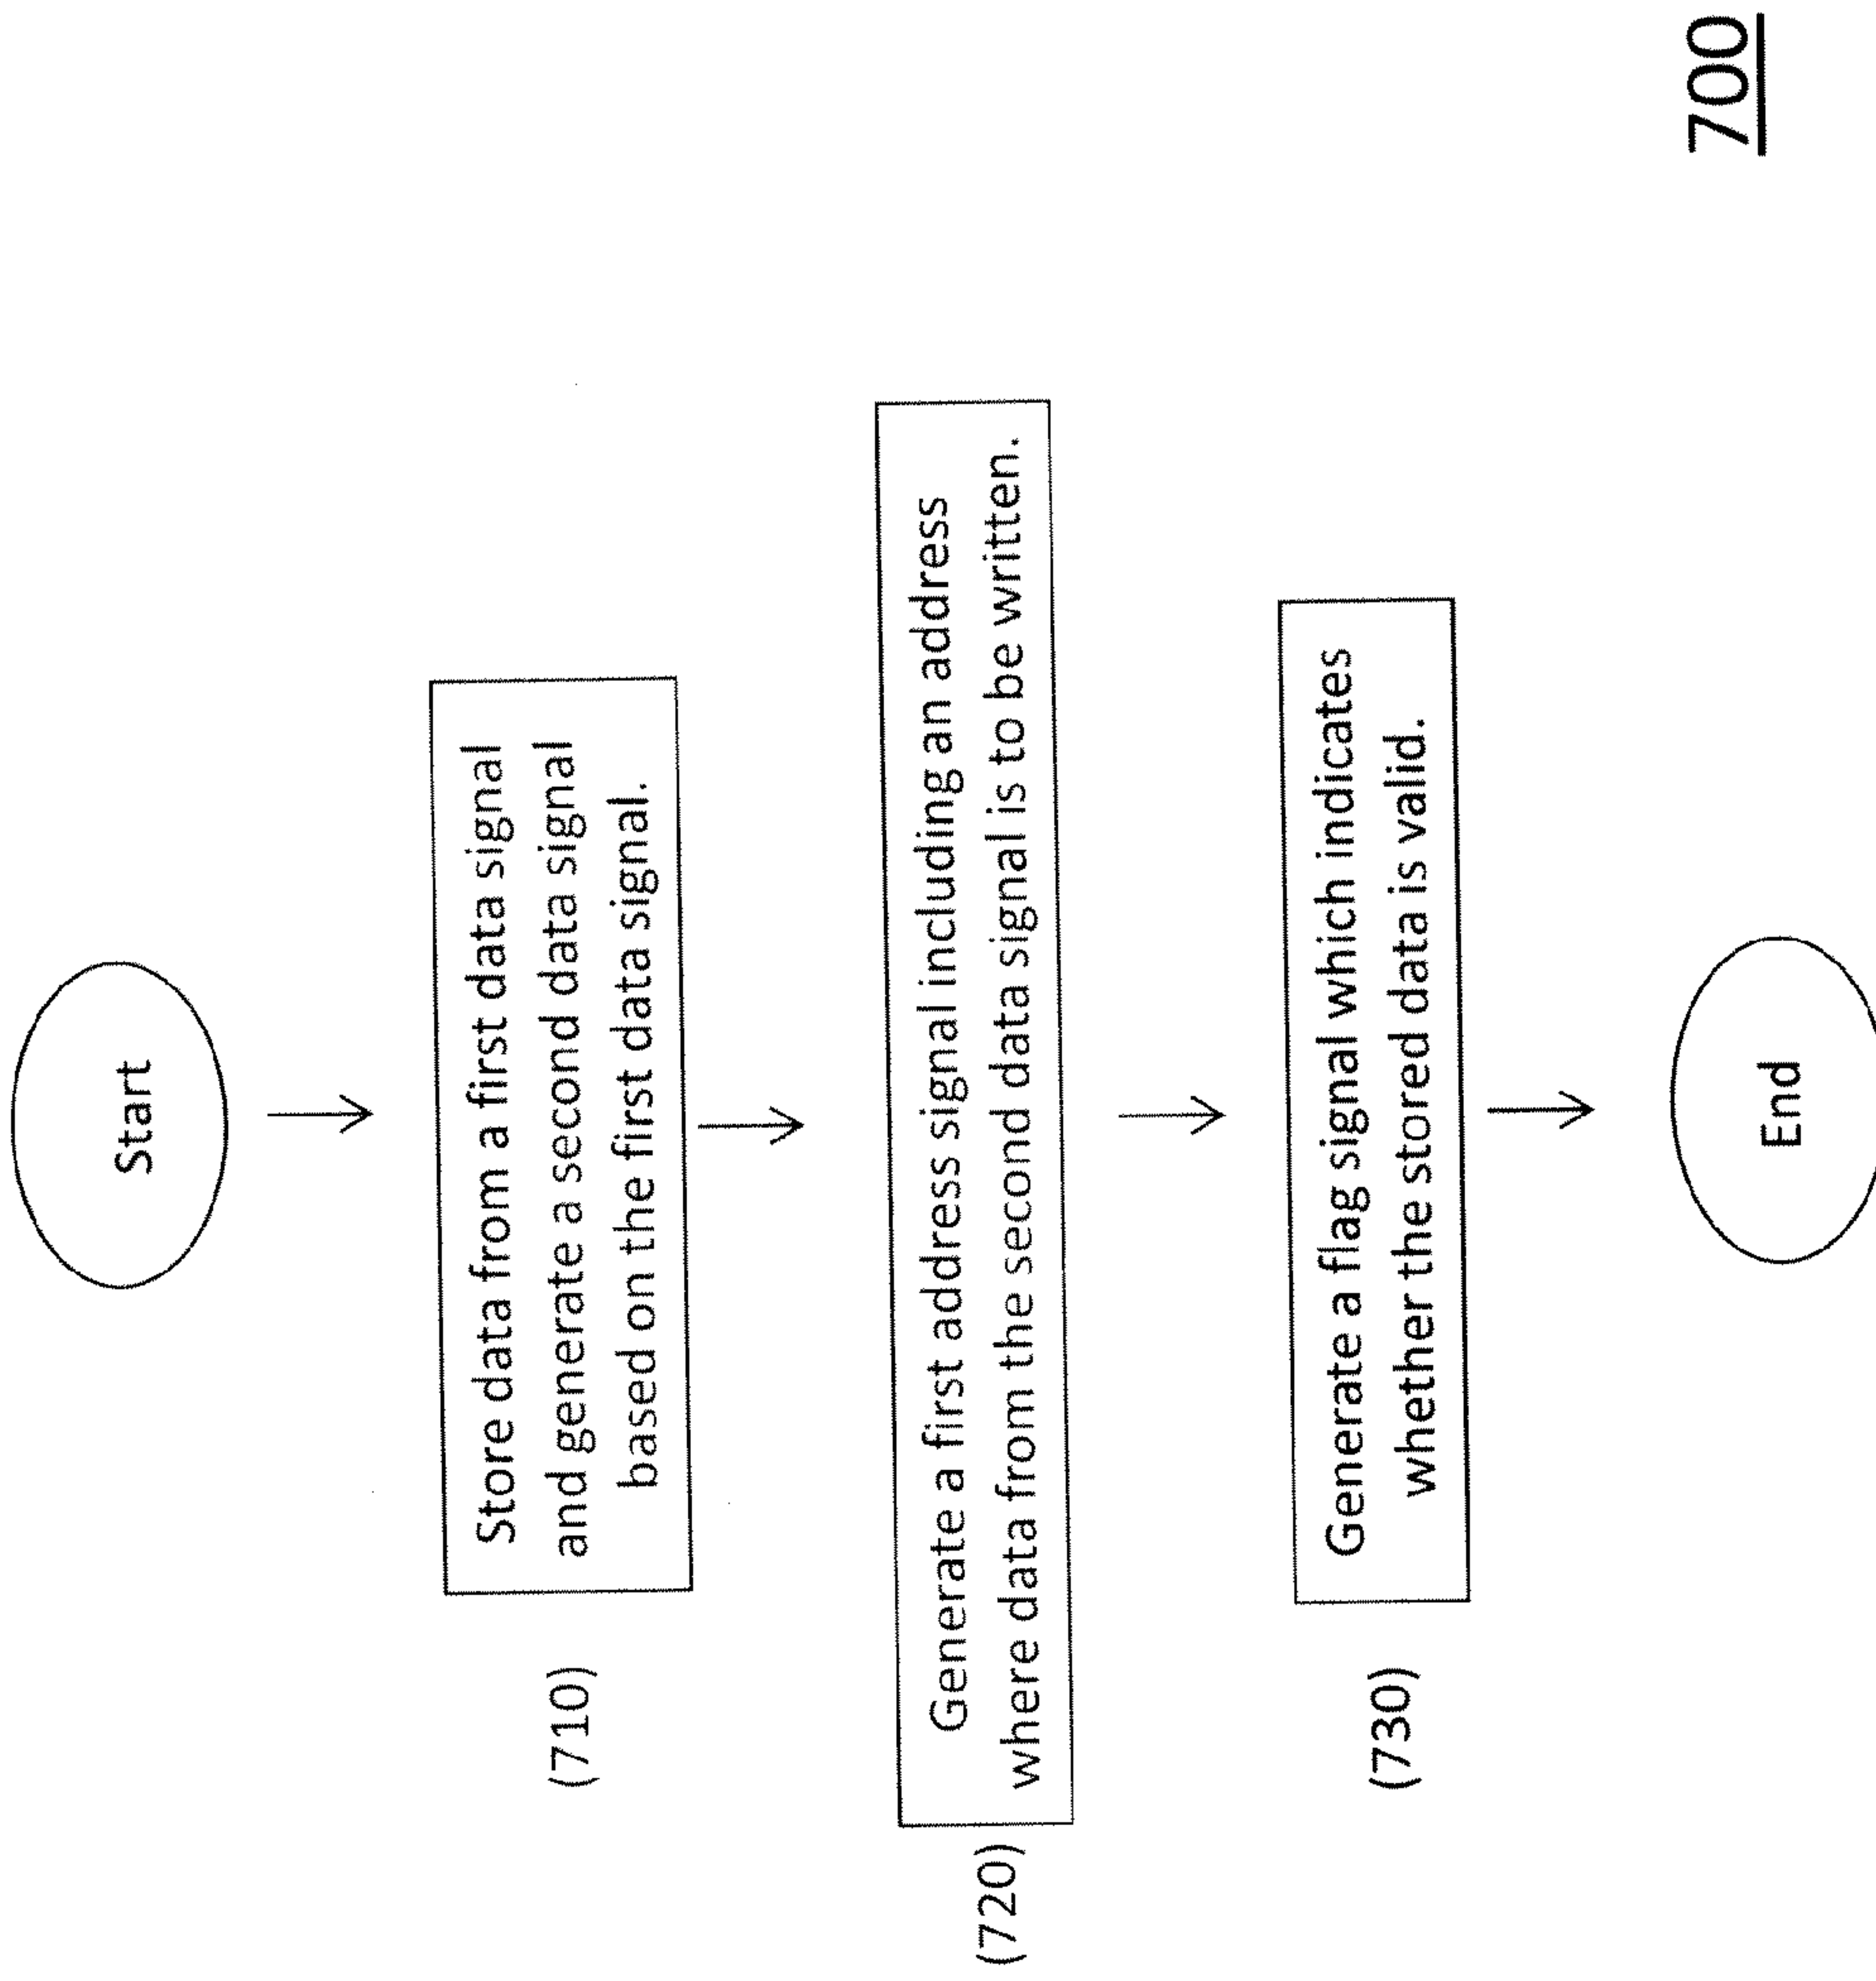 Start
(710)
Store data from a first data signal
and generate a second data signal
based on the first data signal.
(720)
Generate a first address signal including an address
where data from the second data signal is to be written.
(730)
Generate a flag signal which indicates
whether the stored data is valid.
End
700